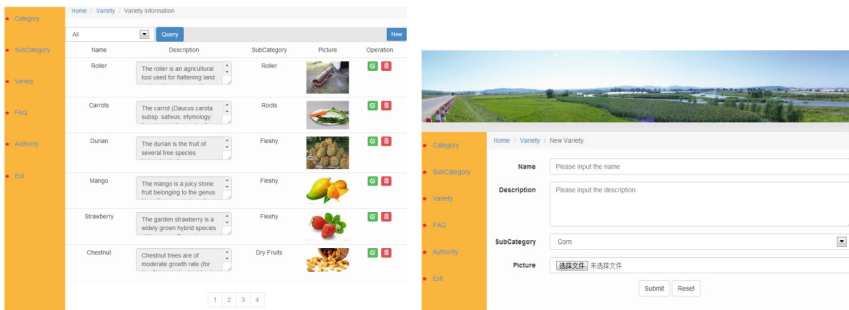 Category
SubCategory
Variety
FAQ
Authority
Exit
Home / Variety / Variety Information
All Query New
Name Description SubCategory Picture Operation
Roller The roller is an agricultural tool used for flattening land Roller
Carrots The carrot (Daucus carota subsp. sativus, etymology: Roots
Durian The durian is the fruit of several tree species Fleshy
Mango The mango is a juicy stone fruit belonging to the genus Fleshy
Strawberry The garden strawberry is a widely grown hybrid species Fleshy
Chestnut Chestnut trees are of moderate growth rate (for Dry Fruits
1 2 3 4
Category
SubCategory
Variety
FAQ
Authority
Exit
Home / Variety / New Variety
Name Please input the name
Description Please input the description
SubCategory Corn
Picture 选择文件 未选择文件
Submit Reset